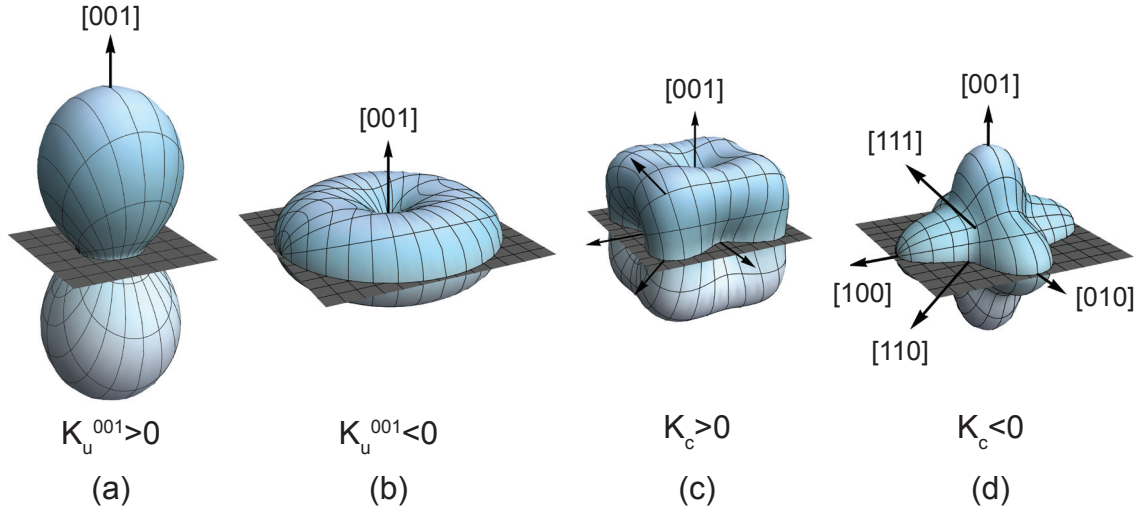 [001]
[001]
[001]
[001]
[111]
[100]
[010]
[110]
K_u^001>0
K_u^001<0
K_c>0
K_c<0
(a)
(b)
(c)
(d)